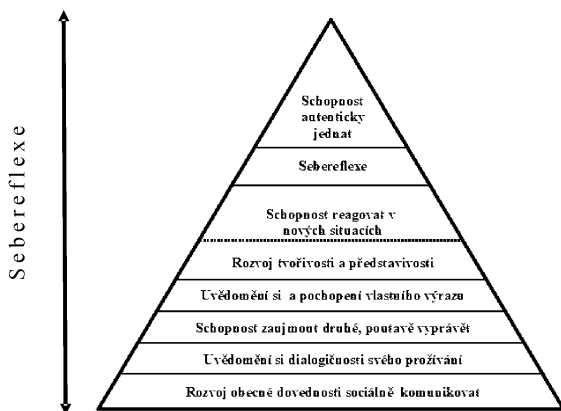 Sebereflexe
Schopnost
autenticky
jednat
Sebereflexe
Schopnost reagovat v
nových situacích
Rozvoj tvořivosti a představivosti
Uvědomění si a pochopení vlastního výrazu
Schopnost zaujmout druhé, poutavě vyprávět
Uvědomění si dialogičnosti svého prožívání
Rozvoj obecné dovednosti sociálně komunikovat